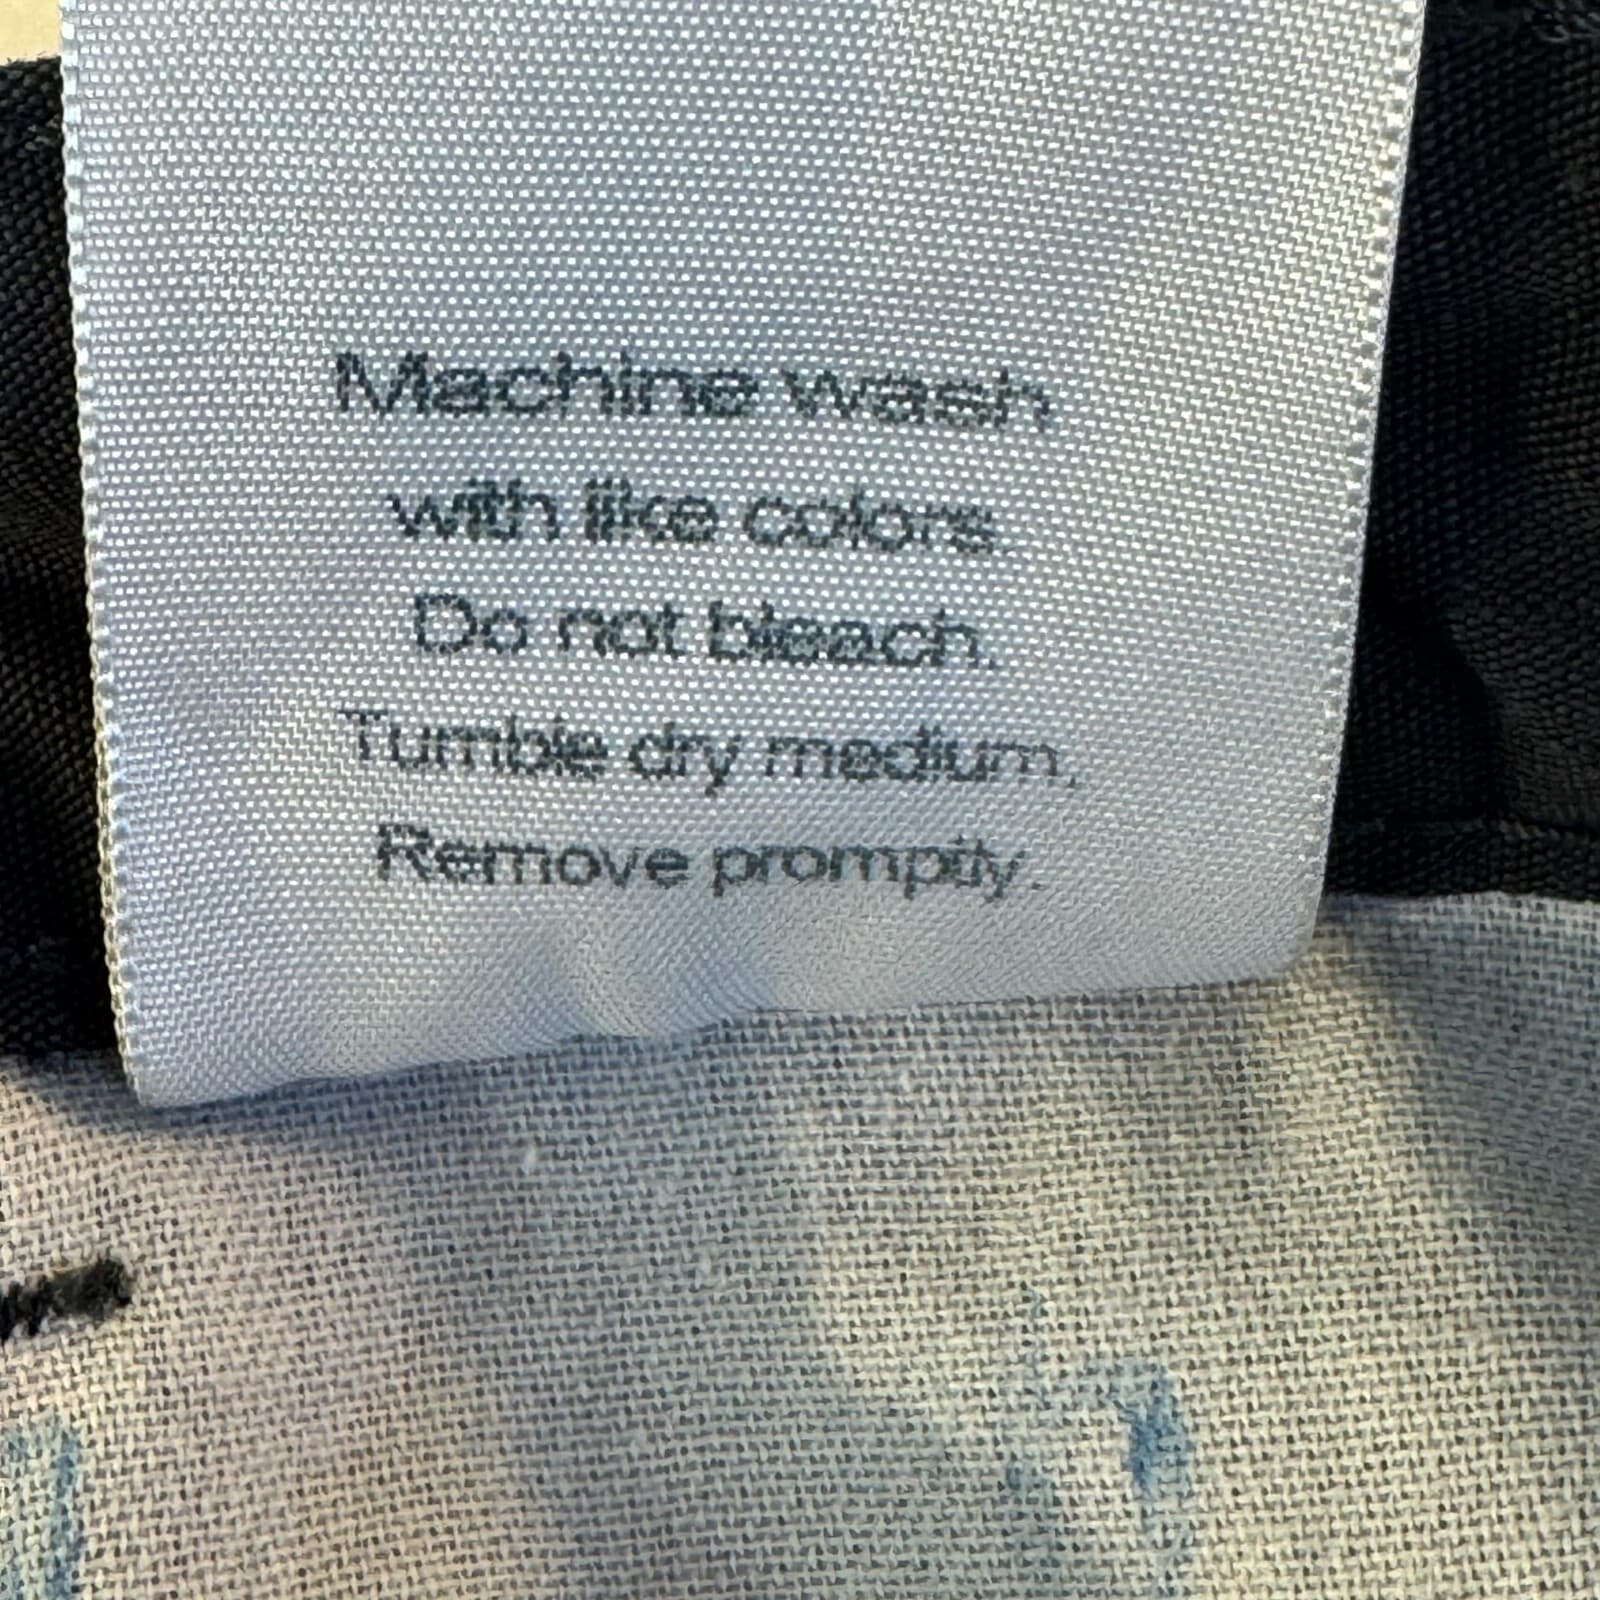 Machine wash
with like colors.
Do not bleach.
Tumble dry medium,
Remove promptly.